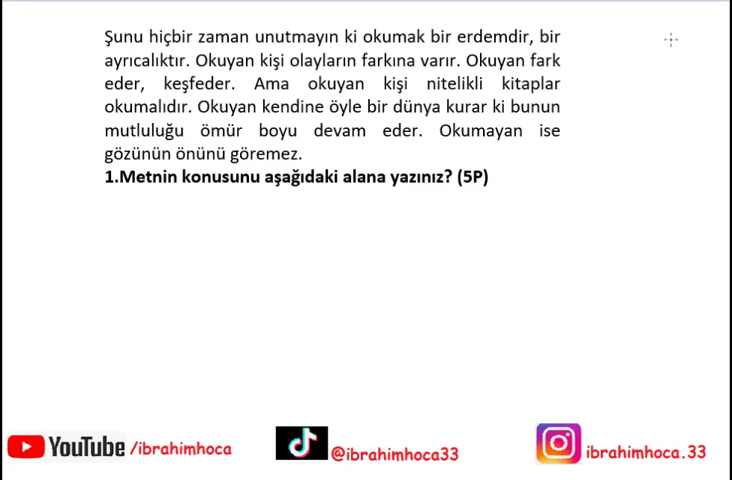 Şunu hiçbir zaman unutmayın ki okumak bir erdemdir, bir
ayrıcalıktır. Okuyan kişi olayların farkına varır. Okuyan fark
eder, keşfeder. Ama okuyan kişi nitelikli kitaplar
okumalıdır. Okuyan kendine öyle bir dünya kurar ki bunun
mutluluğu ömür boyu devam eder. Okumayan ise
gözünün önünü göremez.
1.Metnin konusunu aşağıdaki alana yazınız? (5P)
YouTube /ibrahimhoca
@ibrahimhoca33
ibrahimhoca.33